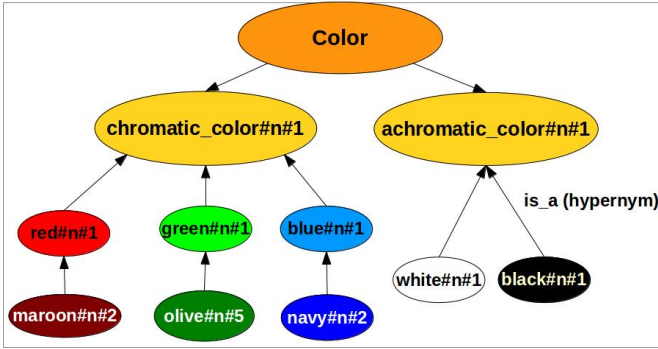 Color
chromatic_color#n#1
achromatic_color#n#1
is_a (hypernym)
red#n#1
green#n#1
blue#n#1
white#n#1
black#n#1
maroon#n#2
olive#n#5
navy#n#2